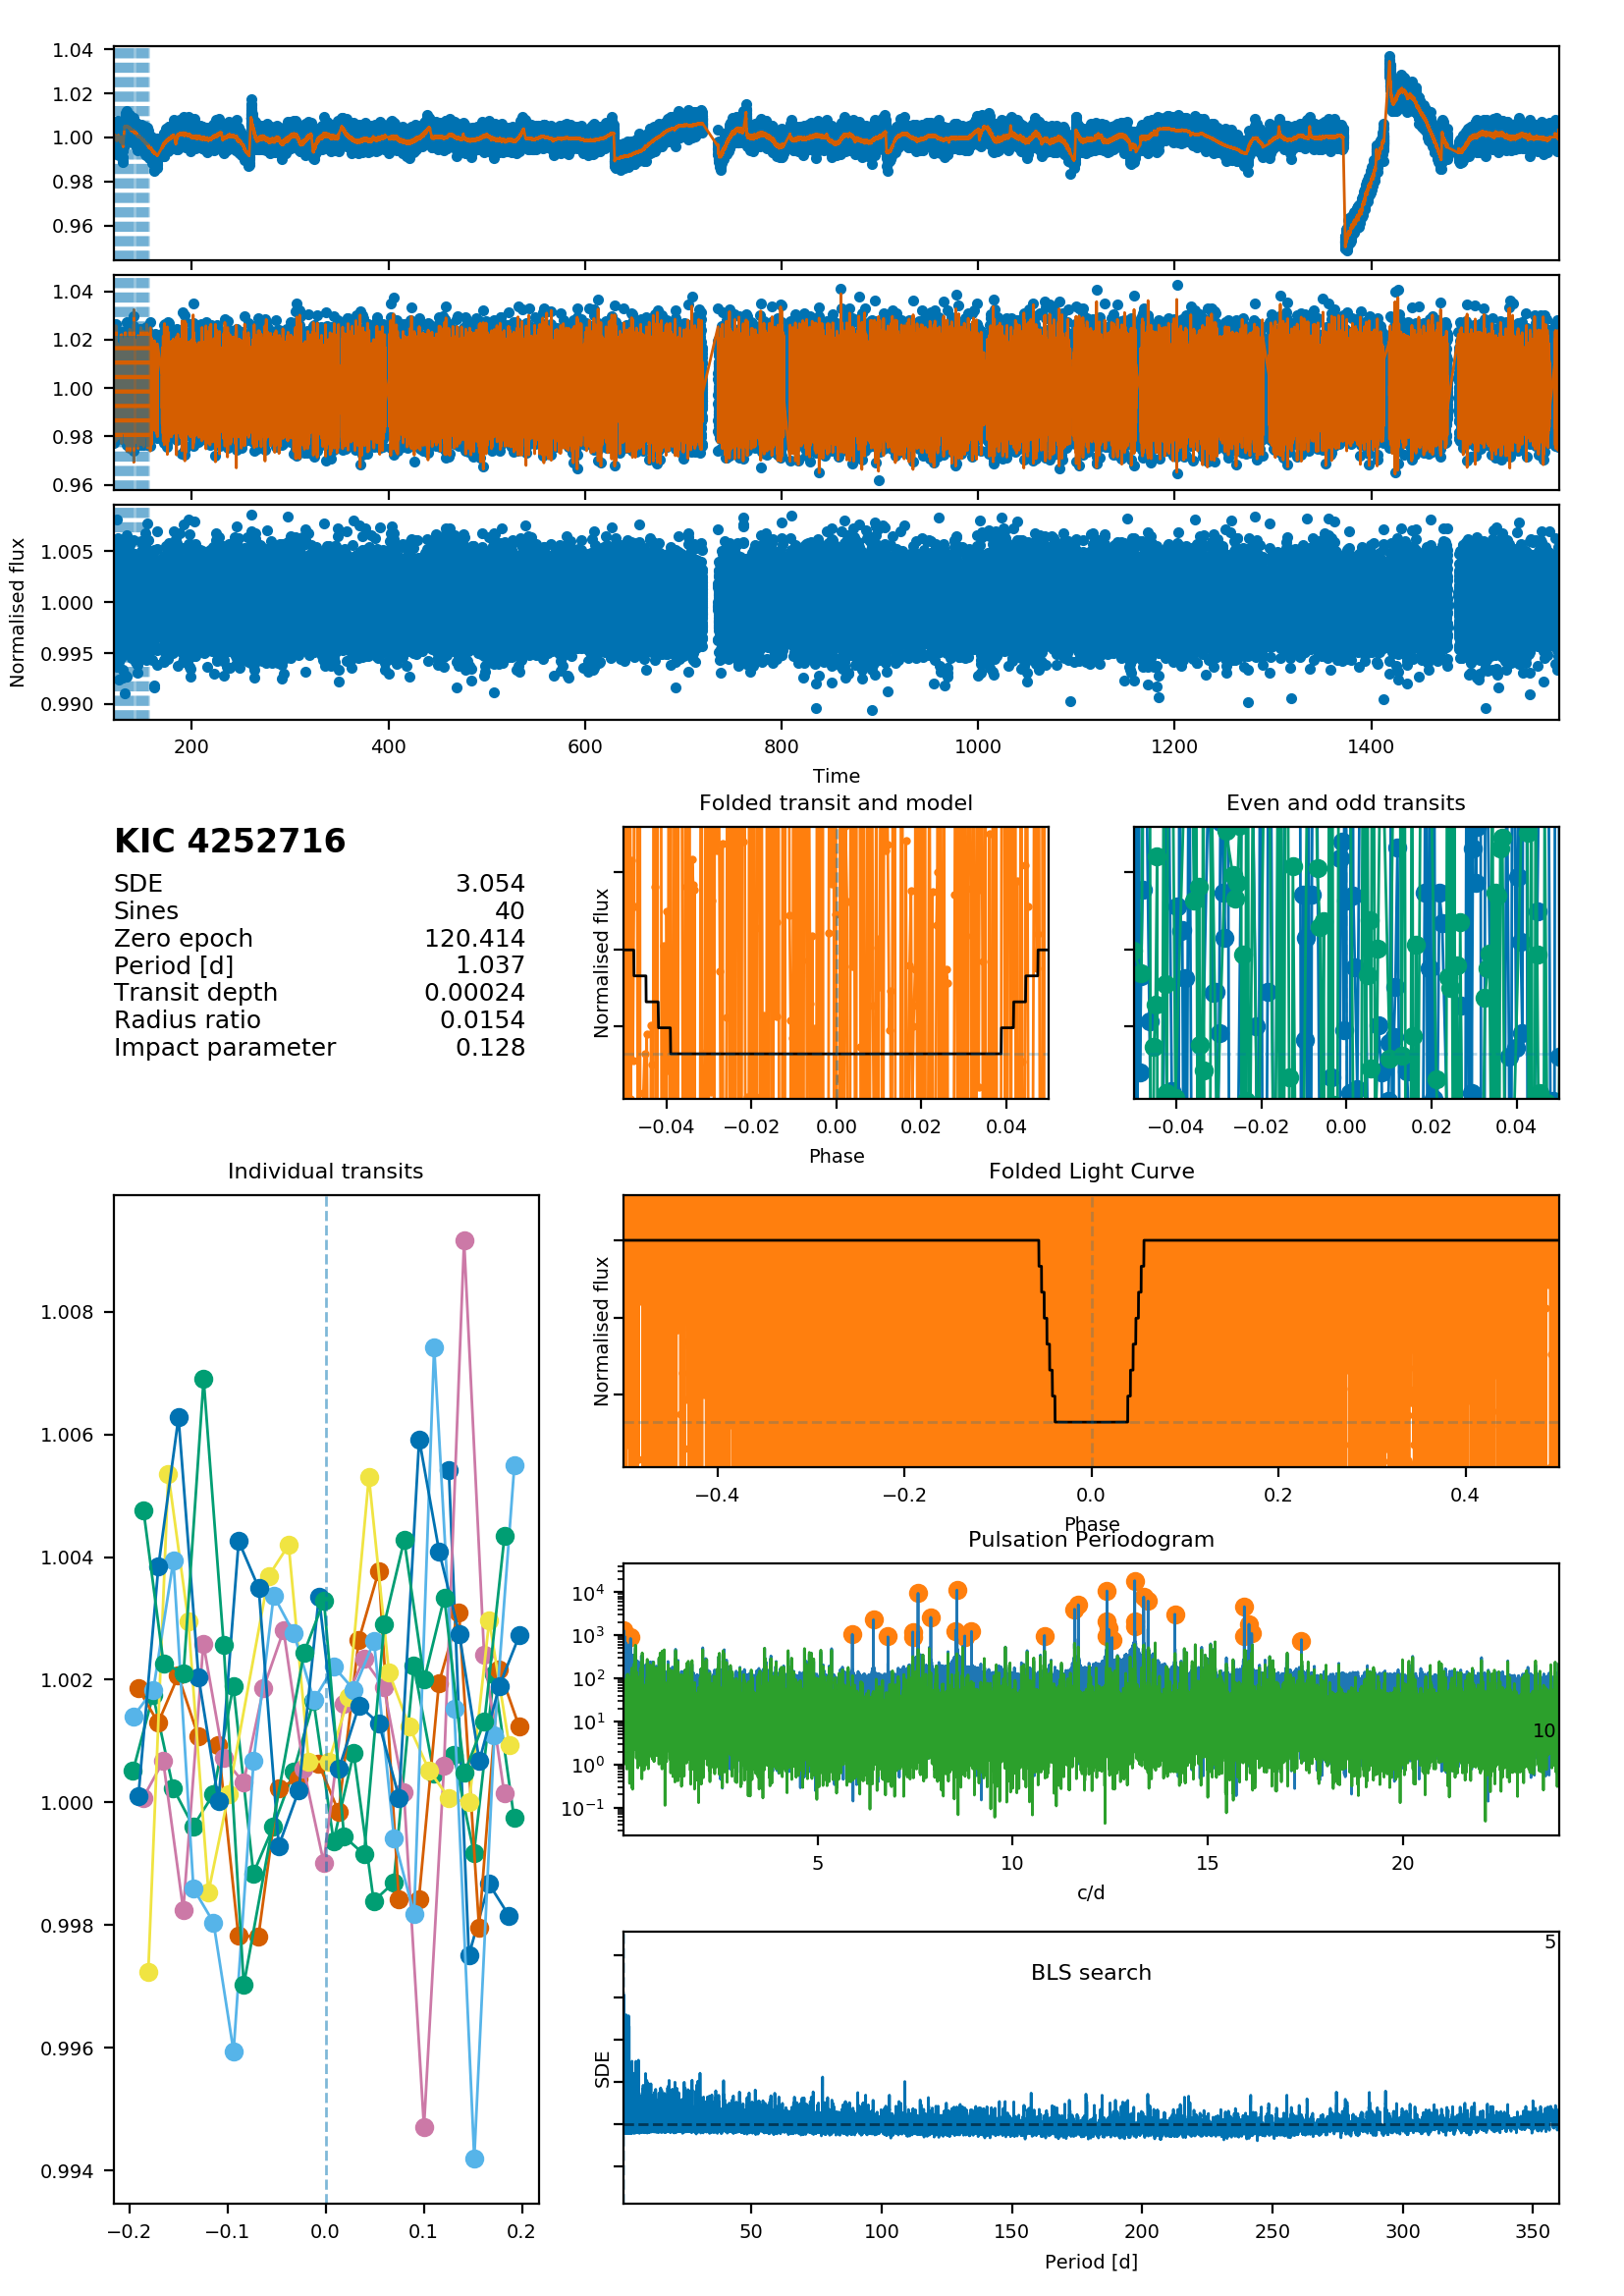 1.04
1.02
1.00
0.98
0.96
1.04
1.02
1.00
0.98
0.96
1.005
1.000
0.995
0.990
Normalised flux
200 400 600 800 1000 1200 1400
Time
KIC 4252716
SDE 3.054
Sines 40
Zero epoch 120.414
Period [d] 1.037
Transit depth 0.00024
Radius ratio 0.0154
Impact parameter 0.128
Folded transit and model
Normalised flux
−0.04 −0.02 0.00 0.02 0.04
Phase
Even and odd transits
−0.04 −0.02 0.00 0.02 0.04
Individual transits
1.008
1.006
1.004
1.002
1.000
0.998
0.996
0.994
−0.2 −0.1 0.0 0.1 0.2
Folded Light Curve
Normalised flux
−0.4 −0.2 0.0 0.2 0.4
Phase
Pulsation Periodogram
10⁴
10³
10²
10¹
10⁰
10⁻¹
10
5 10 15 20
c/d
5
BLS search
SDE
50 100 150 200 250 300 350
Period [d]